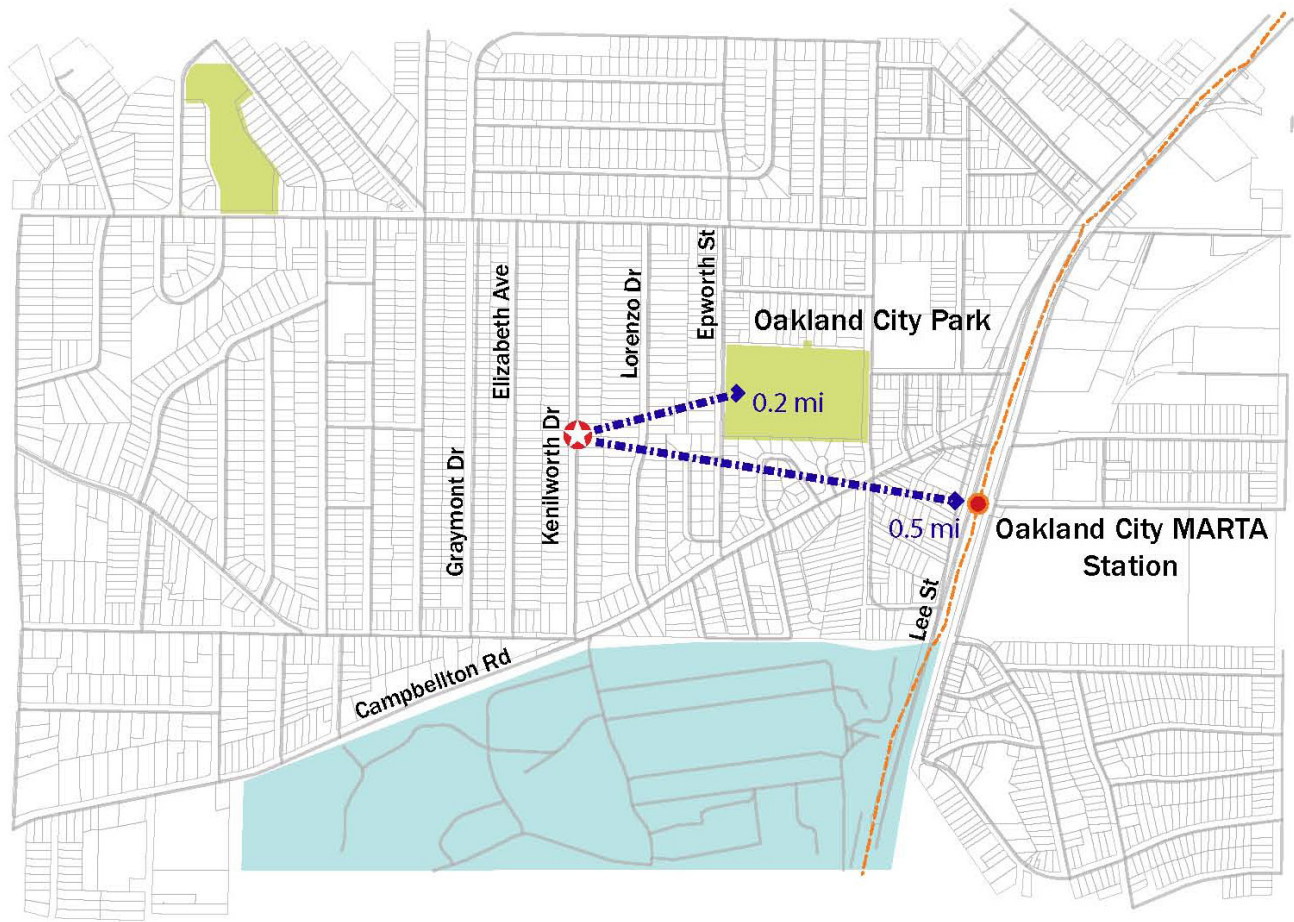 Elizabeth Ave
Lorenzo Dr
Epworth St
Oakland City Park
0.2 mi
Kenilworth Dr
Graymont Dr
0.5 mi
Oakland City MARTA
Station
Lee St
Campbellton Rd